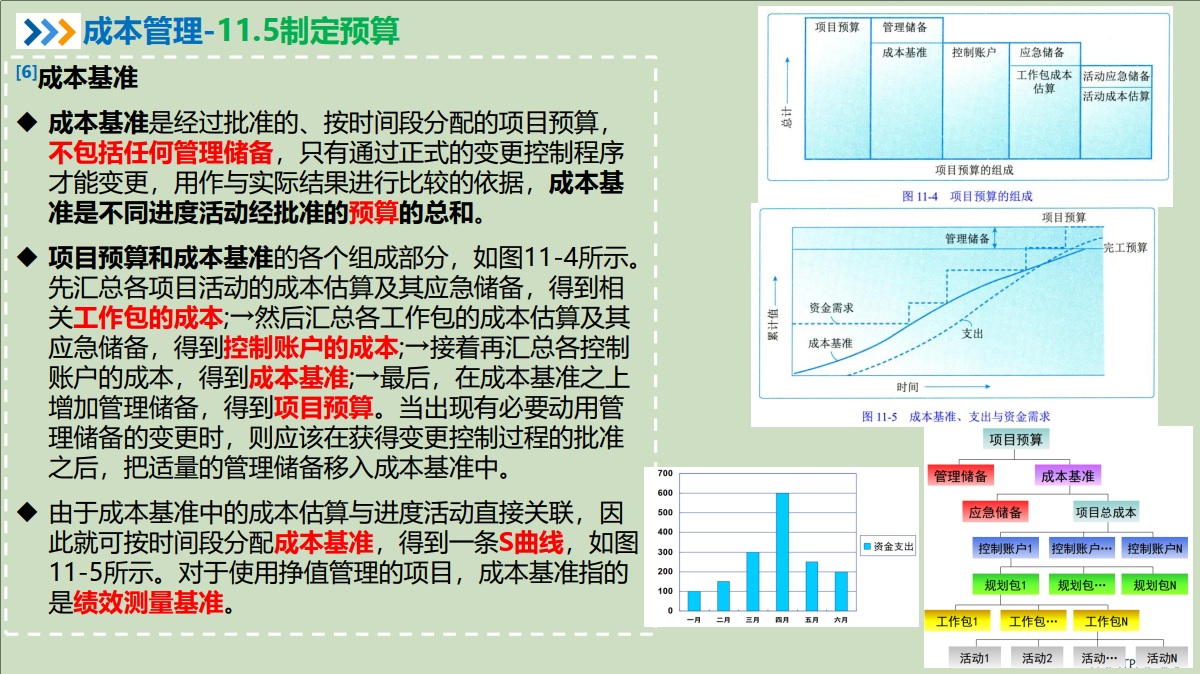 成本管理-11.5制定预算
[6]成本基准
◆ 成本基准是经过批准的、按时间段分配的项目预算，
不包括任何管理储备，只有通过正式的变更控制程序
才能变更，用作与实际结果进行比较的依据，成本基
准是不同进度活动经批准的预算的总和。
◆ 项目预算和成本基准的各个组成部分，如图11-4所示。
先汇总各项目活动的成本估算及其应急储备，得到相
关工作包的成本;→然后汇总各工作包的成本估算及其
应急储备，得到控制账户的成本;→接着再汇总各控制
账户的成本，得到成本基准;→最后，在成本基准之上
增加管理储备，得到项目预算。当出现有必要动用管
理储备的变更时，则应该在获得变更控制过程的批准
之后，把适量的管理储备移入成本基准中。
◆ 由于成本基准中的成本估算与进度活动直接关联，因
此就可按时间段分配成本基准，得到一条S曲线，如图
11-5所示。对于使用挣值管理的项目，成本基准指的
是绩效测量基准。
项目预算 管理储备
成本基准 控制账户 应急储备
工作包成本
估算
活动应急储备
活动成本估算
总计
项目预算的组成
图 11-4 项目预算的组成
项目预算
管理储备
完工预算
资金需求
成本基准
支出
累计值
时间
图 11-5 成本基准、支出与资金需求
700
600
500
400
300
200
100
0
一月 二月 三月 四月 五月 六月
资金支出
项目预算
管理储备 成本基准
应急储备 项目总成本
控制账户1 控制账户… 控制账户N
规划包1 规划包… 规划包N
工作包1 工作包… 工作包N
活动1 活动2 活动… 活动N